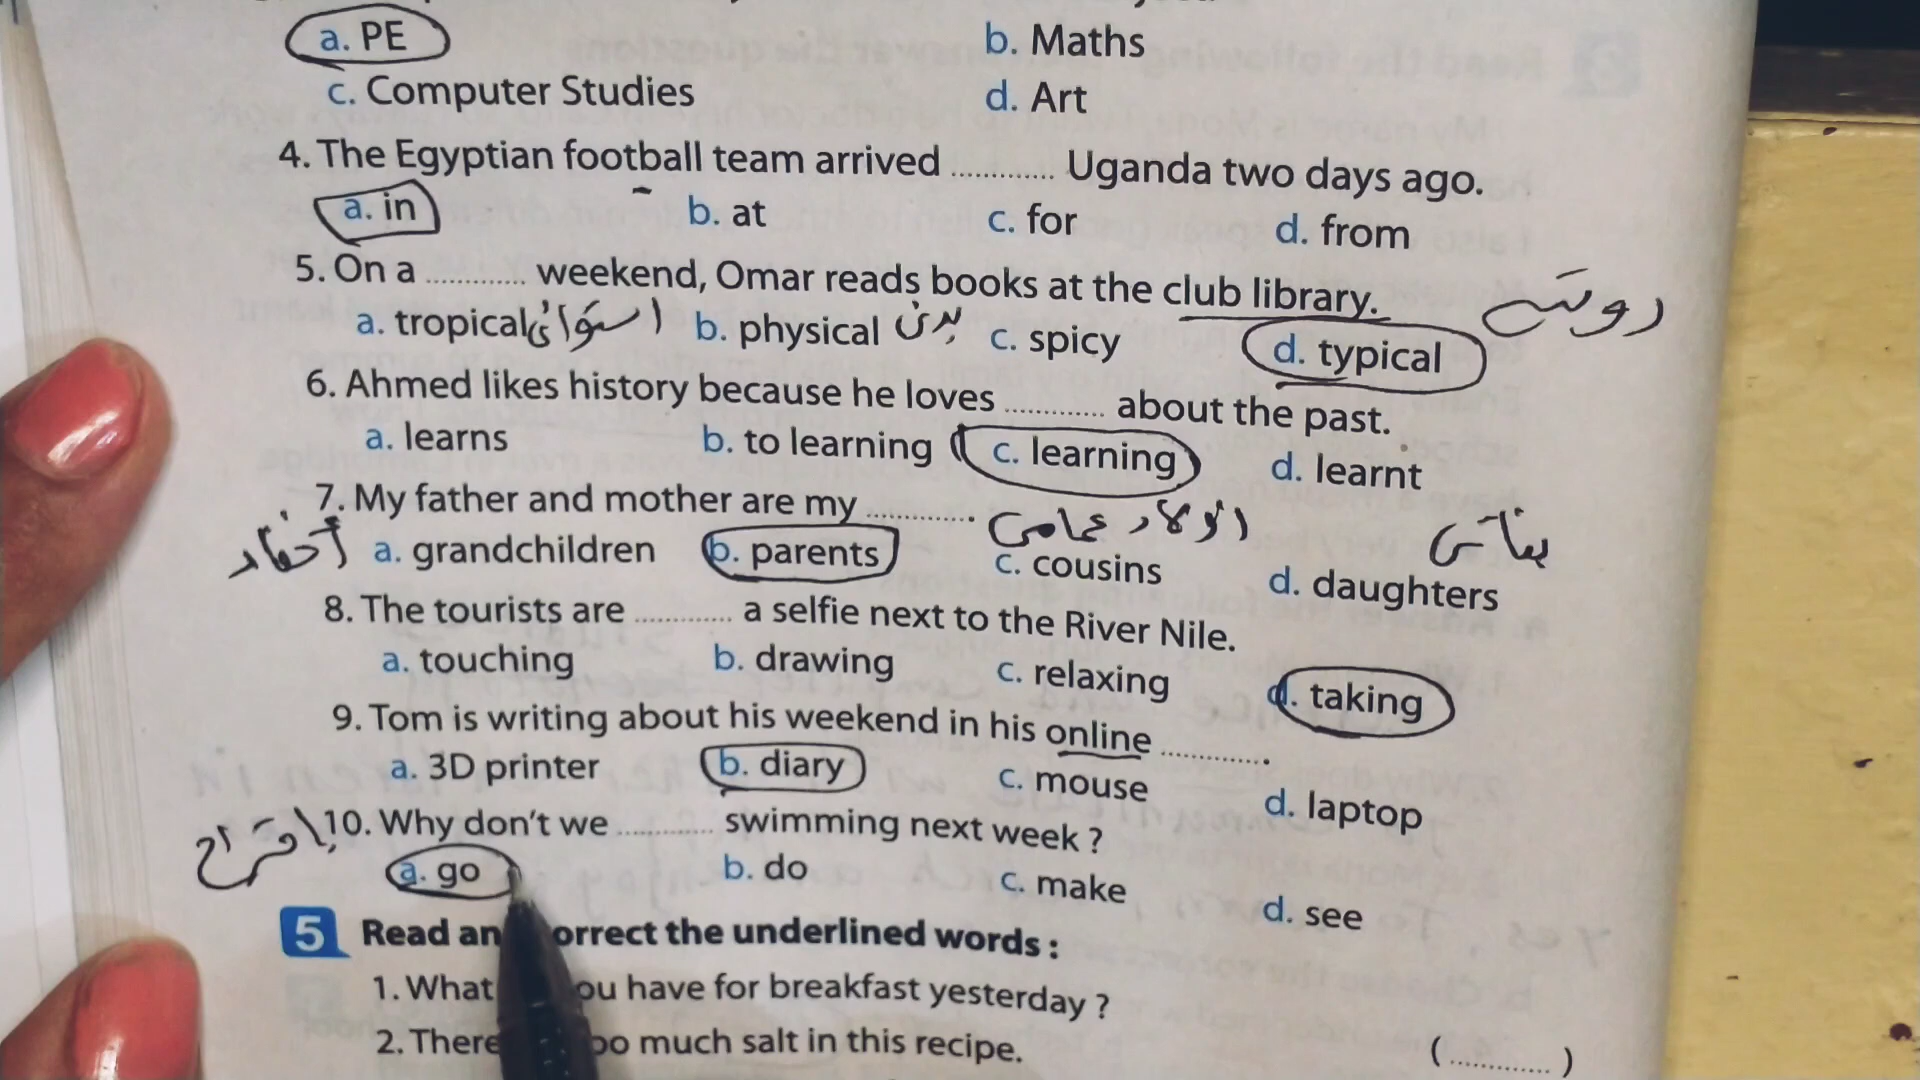 a. PE b. Maths
c. Computer Studies d. Art
4. The Egyptian football team arrived ............ Uganda two days ago.
a. in b. at c. for d. from
5. On a ............ weekend, Omar reads books at the club library.
a. tropical b. physical c. spicy d. typical
6. Ahmed likes history because he loves ............ about the past.
a. learns b. to learning c. learning d. learnt
7. My father and mother are my ............. اولاد عمامى بناتى
أحفاد a. grandchildren b. parents c. cousins d. daughters
8. The tourists are ............ a selfie next to the River Nile.
a. touching b. drawing c. relaxing d. taking
9. Tom is writing about his weekend in his online .............
a. 3D printer b. diary c. mouse d. laptop
اقتراح 10. Why don't we ............ swimming next week ?
a. go b. do c. make d. see
5 Read an orrect the underlined words :
1. What ou have for breakfast yesterday ?
2. There oo much salt in this recipe. (............)